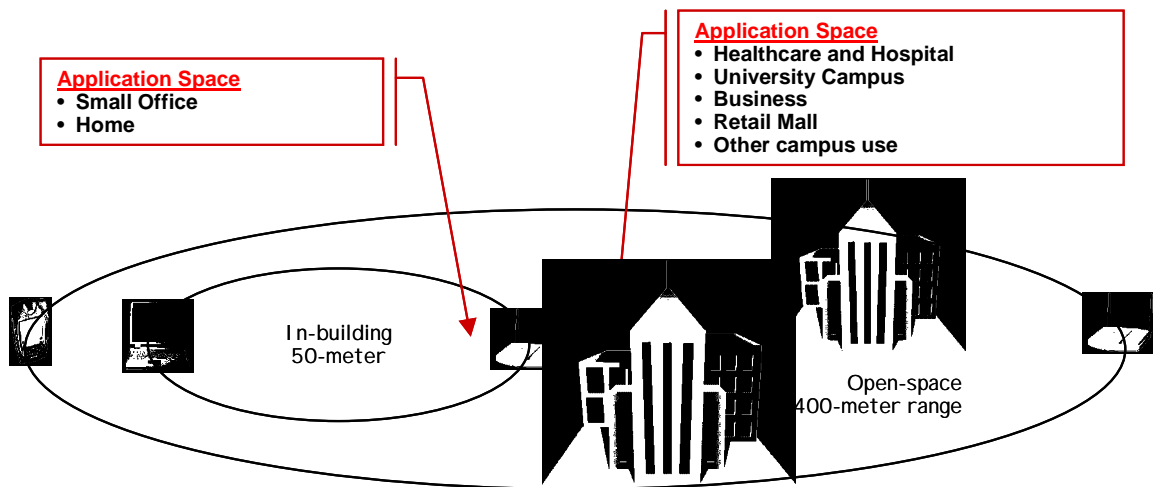 Application Space
• Small Office
• Home
Application Space
• Healthcare and Hospital
• University Campus
• Business
• Retail Mall
• Other campus use
In-building
50-meter
Open-space
400-meter range